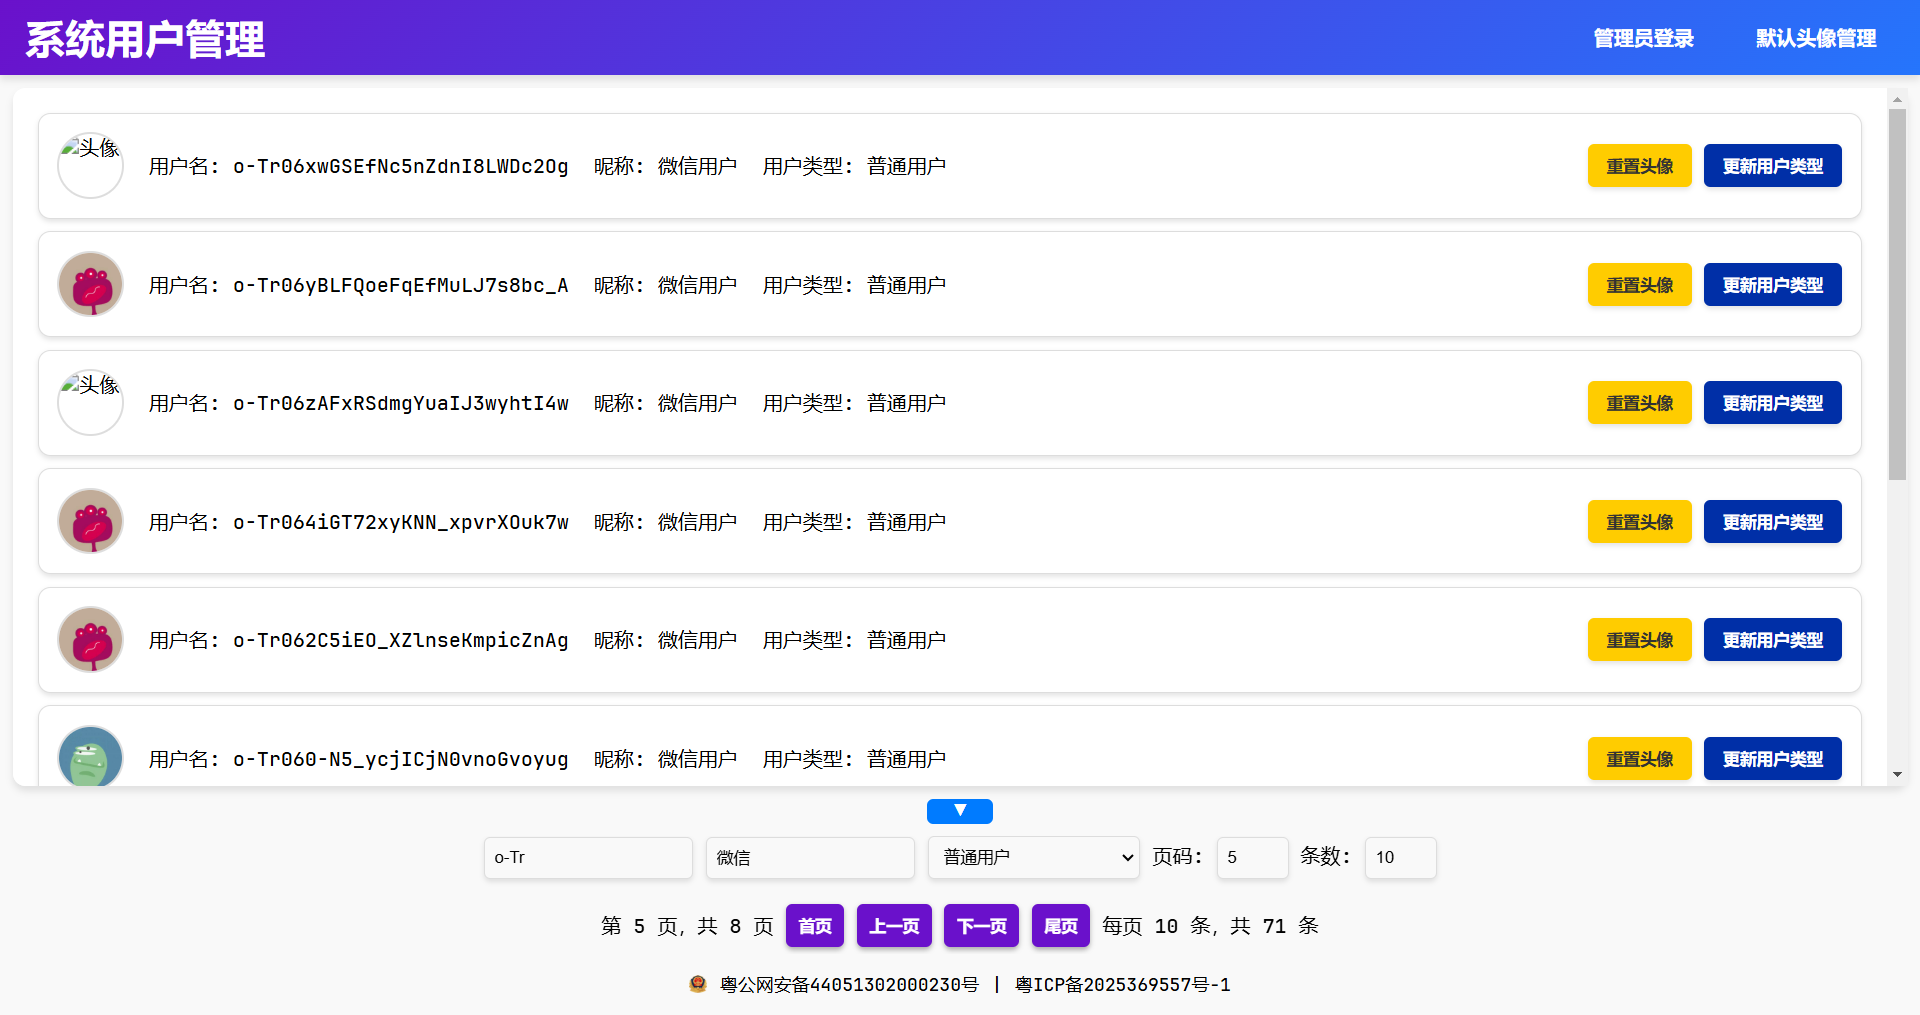 系统用户管理 管理员登录 默认头像管理
头像 用户名: o-Tr06xwGSEfNc5nZdnI8LWDc2Og 昵称: 微信用户 用户类型: 普通用户 重置头像 更新用户类型
用户名: o-Tr06yBLFQoeFqEfMuLJ7s8bc_A 昵称: 微信用户 用户类型: 普通用户 重置头像 更新用户类型
头像 用户名: o-Tr06zAFxRSdmgYuaIJ3wyhtI4w 昵称: 微信用户 用户类型: 普通用户 重置头像 更新用户类型
用户名: o-Tr064iGT72xyKNN_xpvrXOuk7w 昵称: 微信用户 用户类型: 普通用户 重置头像 更新用户类型
用户名: o-Tr062C5iEO_XZlnseKmpicZnAg 昵称: 微信用户 用户类型: 普通用户 重置头像 更新用户类型
用户名: o-Tr060-N5_ycjICjN0vnoGvoyug 昵称: 微信用户 用户类型: 普通用户 重置头像 更新用户类型
▼
o-Tr 微信 普通用户 页码: 5 条数: 10
第 5 页, 共 8 页 首页 上一页 下一页 尾页 每页 10 条, 共 71 条
粤公网安备44051302000230号 | 粤ICP备2025369557号-1